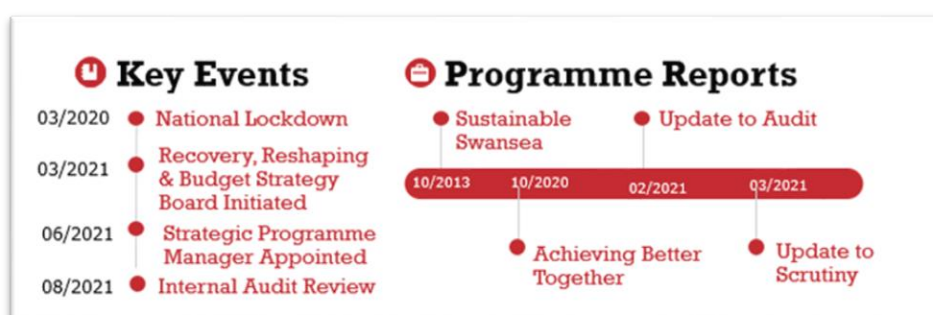 Key Events
03/2020 National Lockdown
03/2021 Recovery, Reshaping
& Budget Strategy
Board Initiated
06/2021 Strategic Programme
Manager Appointed
08/2021 Internal Audit Review
Programme Reports
Sustainable
Swansea
Update to Audit
10/2013 10/2020 02/2021 03/2021
Achieving Better
Together
Update to
Scrutiny